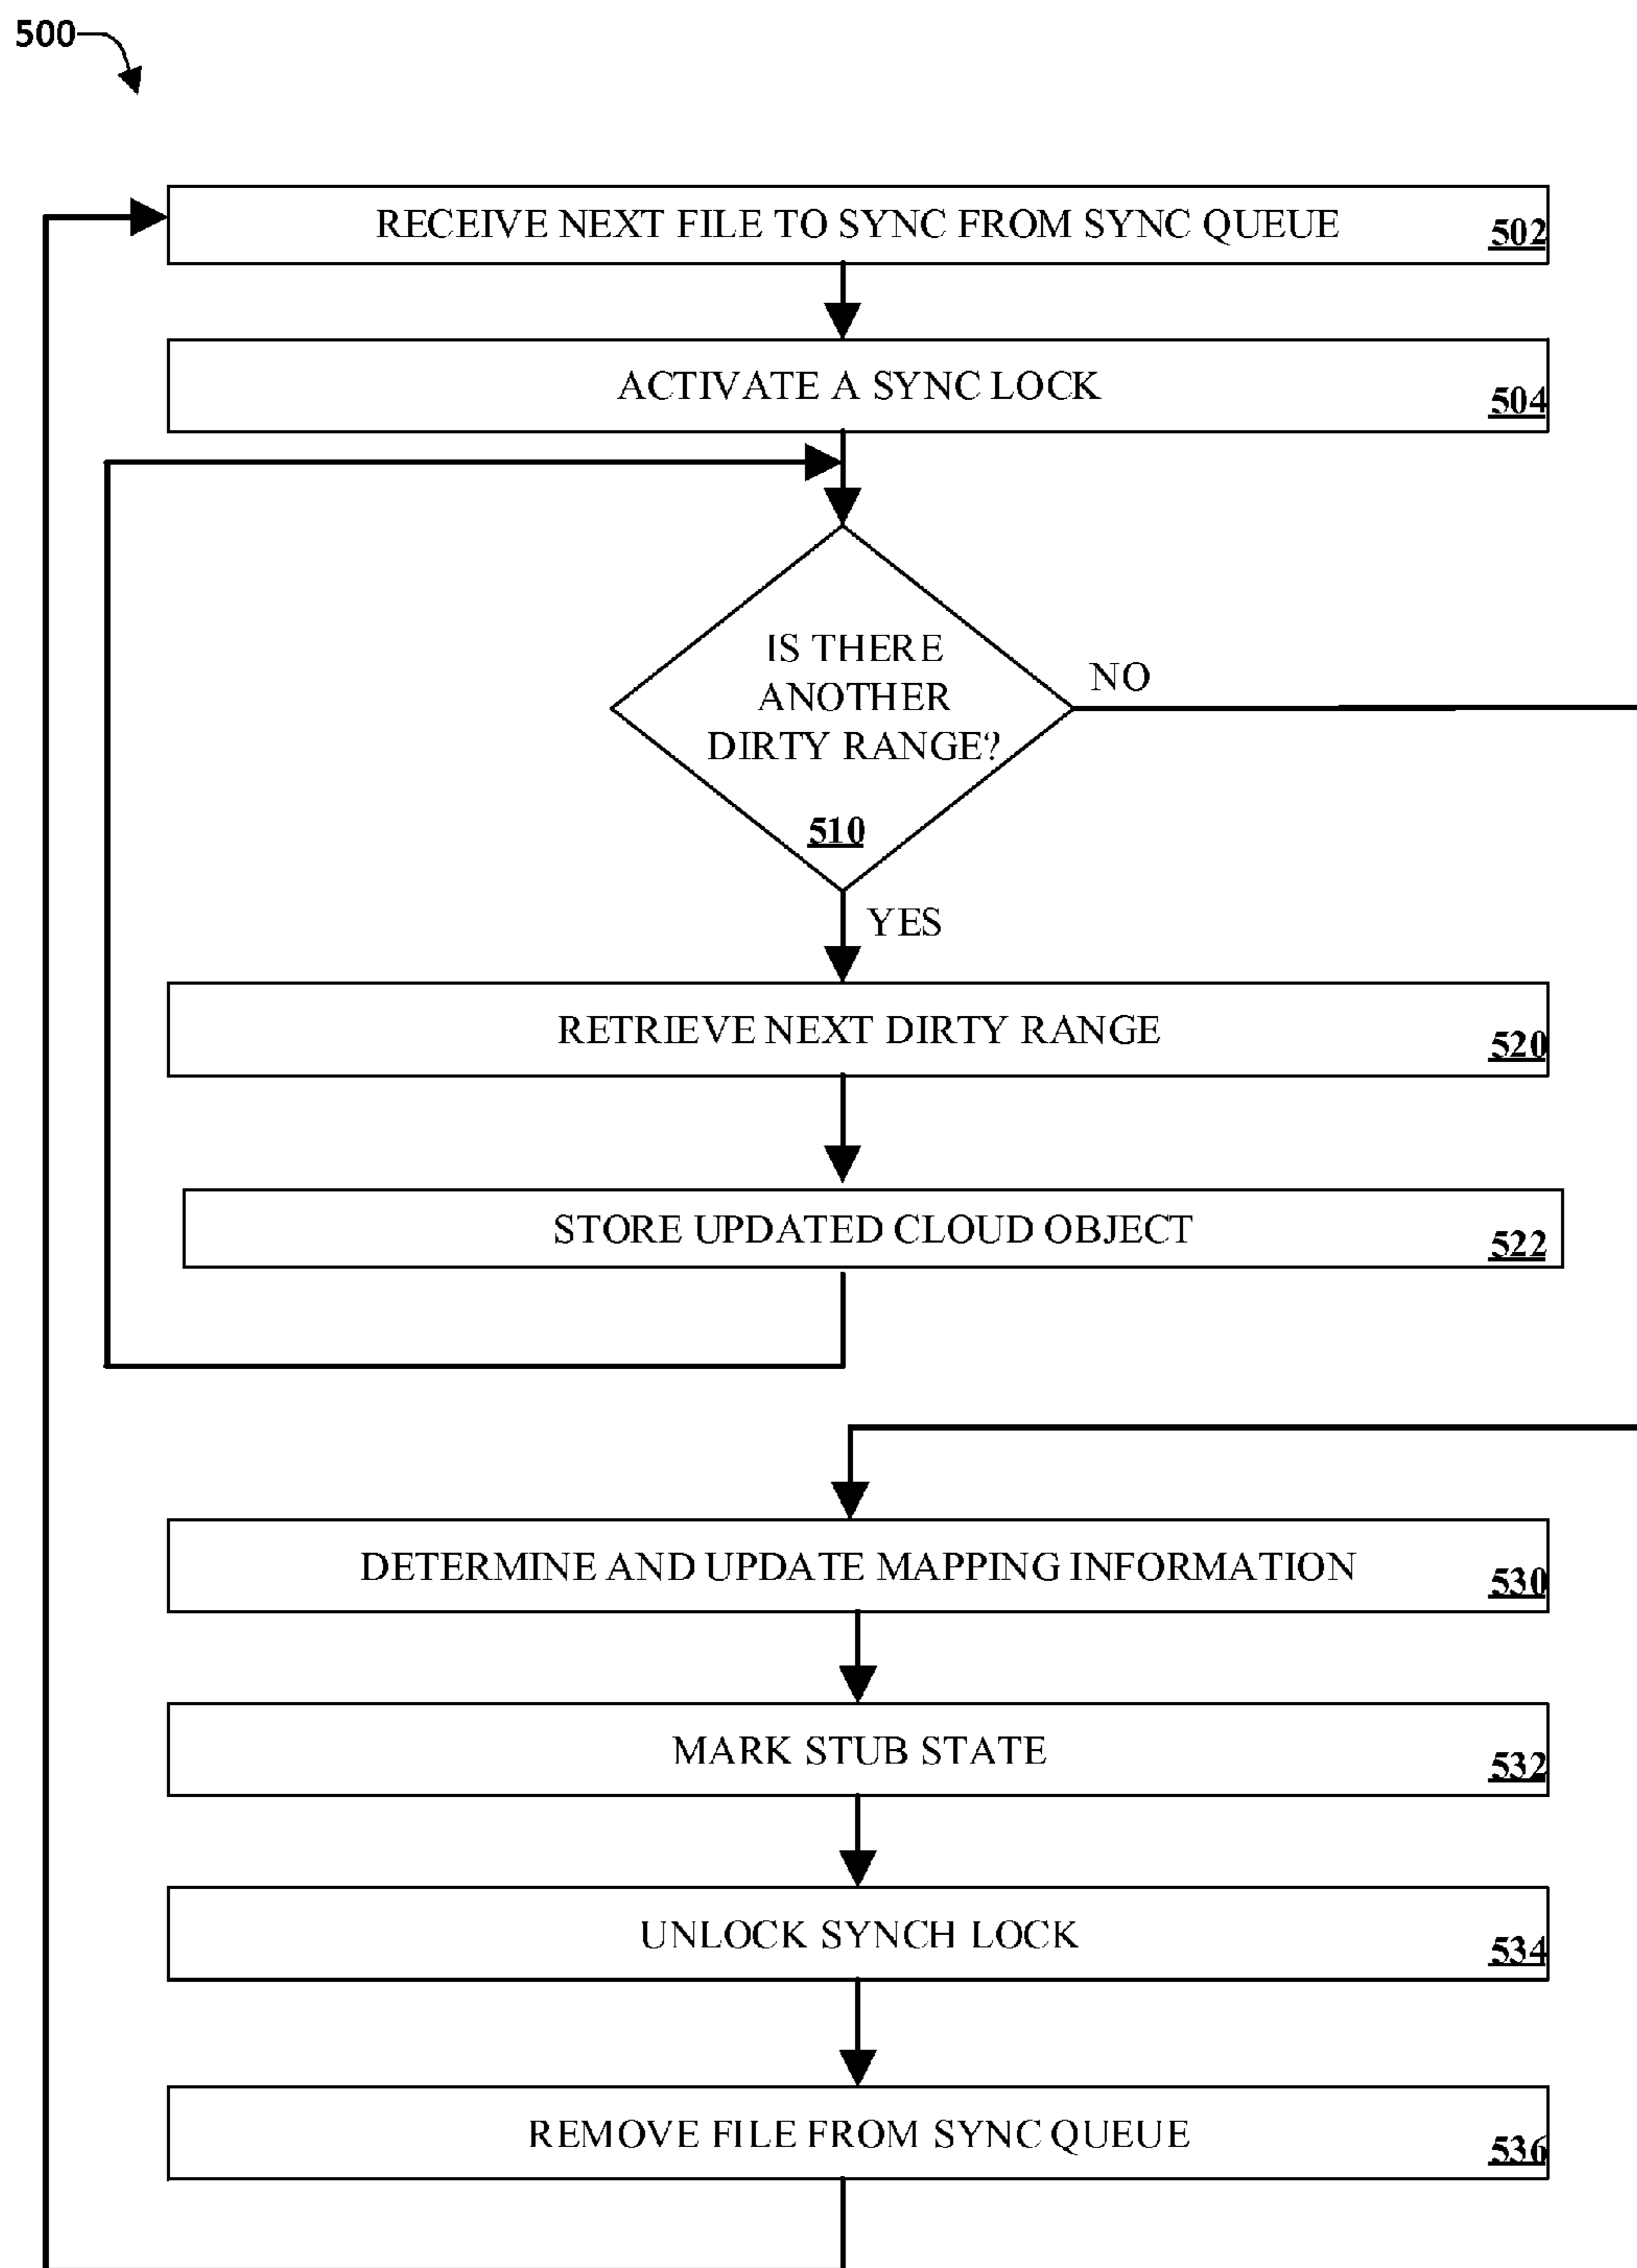 500
RECEIVE NEXT FILE TO SYNC FROM SYNC QUEUE 502
ACTIVATE A SYNC LOCK 504
IS THERE
ANOTHER
DIRTY RANGE?
510
NO
YES
RETRIEVE NEXT DIRTY RANGE 520
STORE UPDATED CLOUD OBJECT 522
DETERMINE AND UPDATE MAPPING INFORMATION 530
MARK STUB STATE 532
UNLOCK SYNCH LOCK 534
REMOVE FILE FROM SYNC QUEUE 536